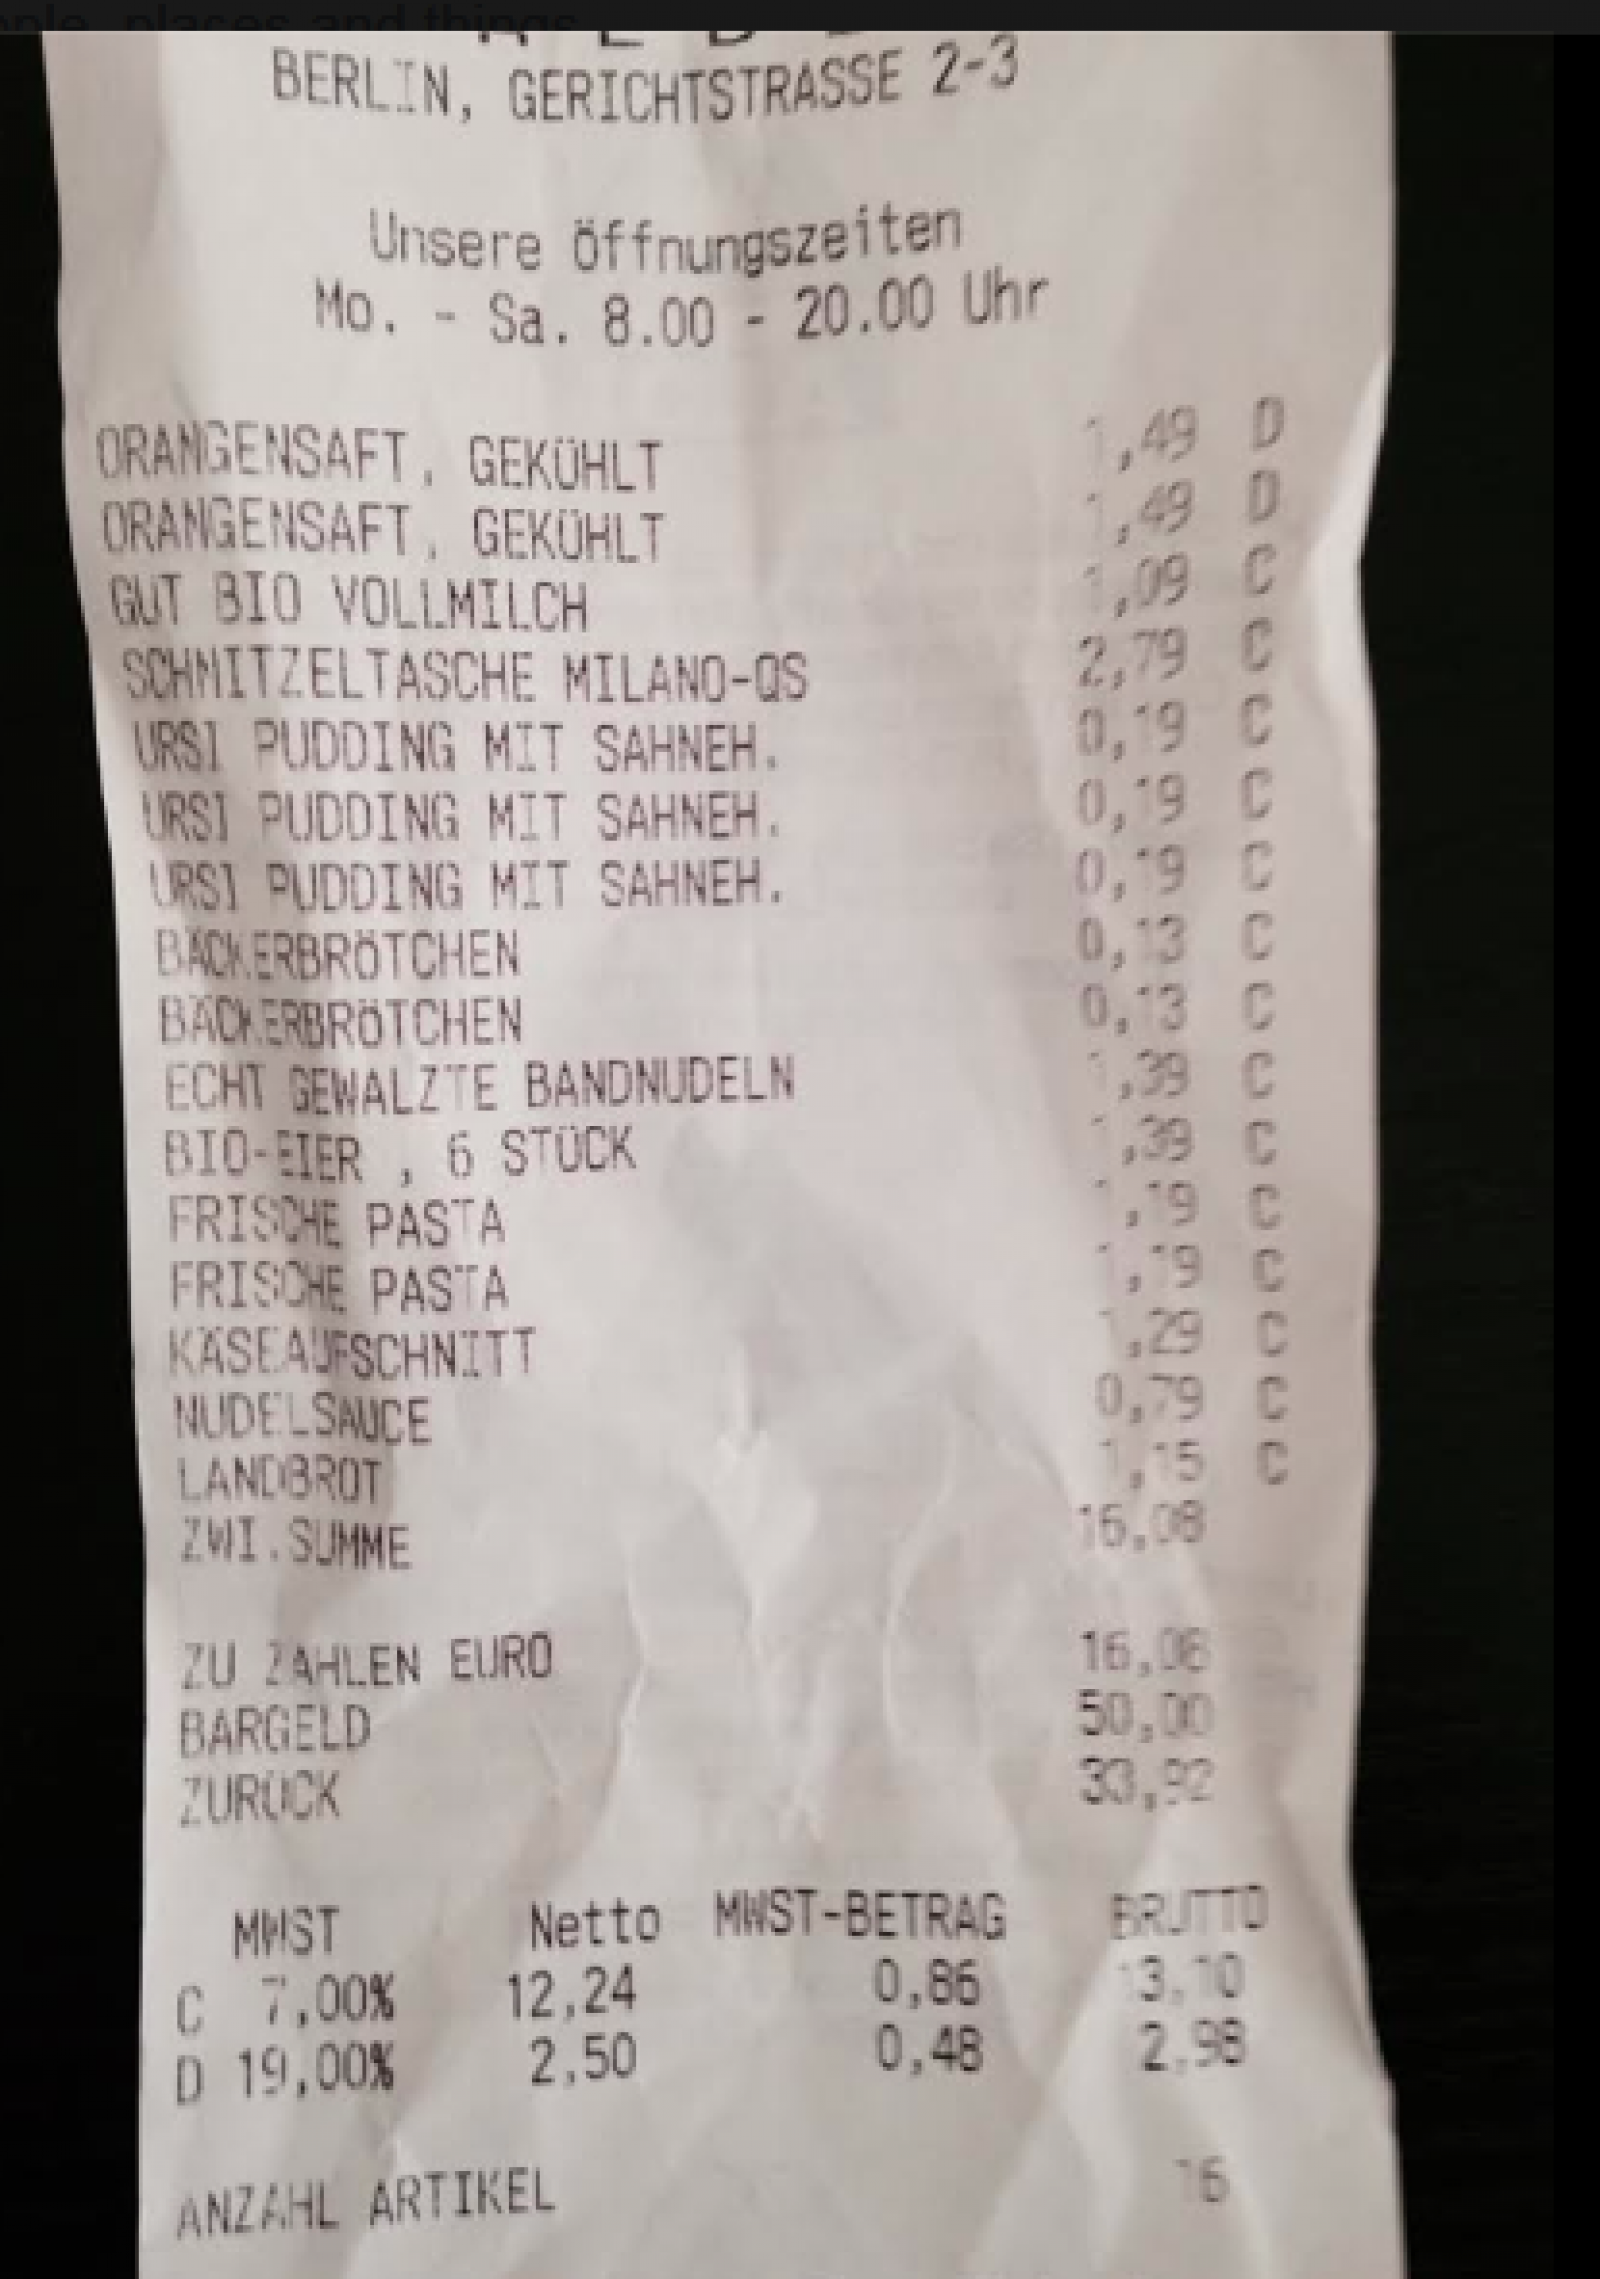 ple, places and things
BERLIN, GERICHTSTRASSE 2-3
Unsere Öffnungszeiten
Mo. - Sa. 8.00 - 20.00 Uhr
ORANGENSAFT, GEKÜHLT 1,49 D
ORANGENSAFT, GEKÜHLT 1,49 D
GUT BIO VOLLMILCH 1,09 C
SCHNITZELTASCHE MILANO-QS 2,79 C
URSI PUDDING MIT SAHNEH. 0,19 C
URSI PUDDING MIT SAHNEH. 0,19 C
URSI PUDDING MIT SAHNEH. 0,19 C
BÄCKERBRÖTCHEN 0,13 C
BÄCKERBRÖTCHEN 0,13 C
ECHT GEWALZTE BANDNUDELN 1,39 C
BIO-EIER , 6 STÜCK 1,39 C
FRISCHE PASTA 1,19 C
FRISCHE PASTA 1,19 C
KÄSEAUFSCHNITT 1,29 C
NUDELSAUCE 0,79 C
LANDBROT 1,15 C
ZWI.SUMME 16,08
ZU ZAHLEN EURO 16,08
BARGELD 50,00
ZURÜCK 33,92
MWST Netto MWST-BETRAG BRUTTO
C 7,00% 12,24 0,86 13,10
D 19,00% 2,50 0,48 2,98
ANZAHL ARTIKEL 16